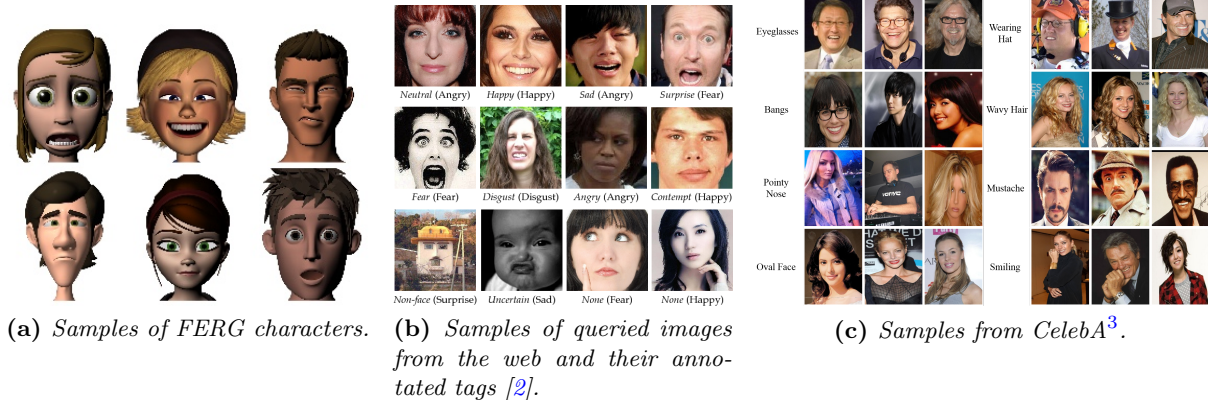 Neutral (Angry) Happy (Happy) Sad (Angry) Surprise (Fear)
Fear (Fear) Disgust (Disgust) Angry (Angry) Contempt (Happy)
Non-face (Surprise) Uncertain (Sad) None (Fear) None (Happy)
Eyeglasses
Wearing
Hat
Bangs
Wavy Hair
Pointy
Nose
Mustache
Oval Face
Smiling
(a) Samples of FERG characters.
(b) Samples of queried images
from the web and their anno-
tated tags [2].
(c) Samples from CelebA3.